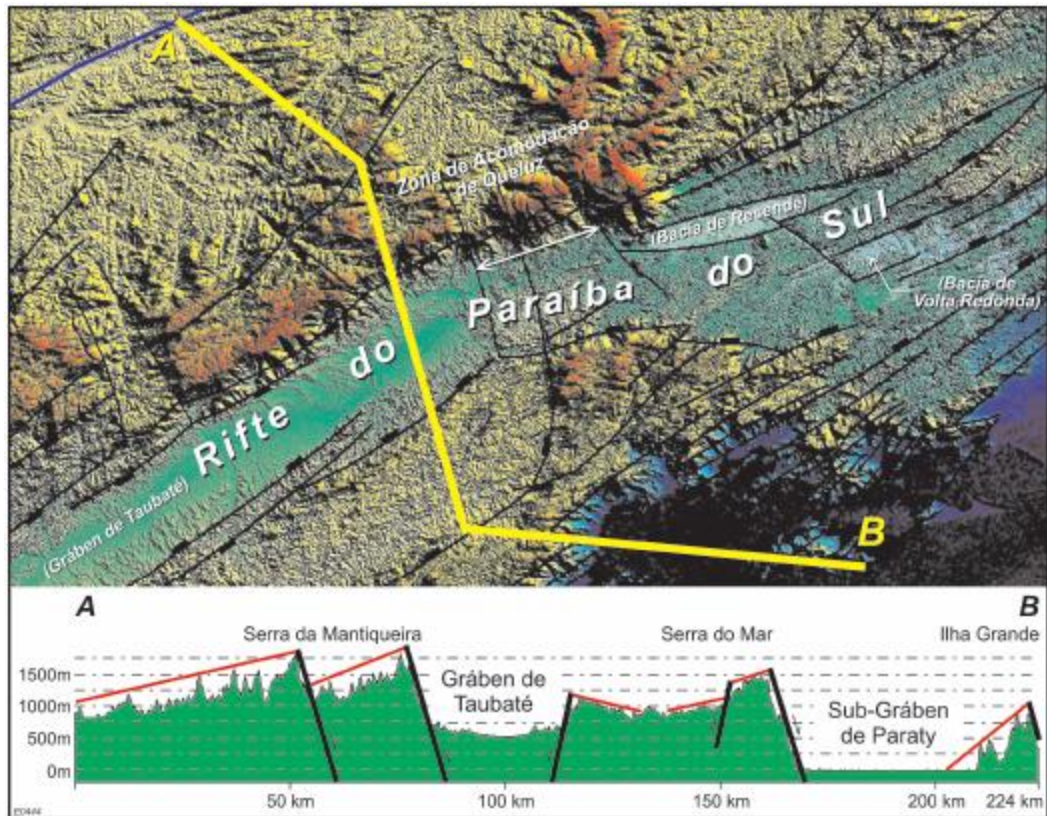 A
Zona de Acomodação
de Queluz
(Bacia de Resende)
Rifte do Paraíba do Sul
(Bacia de
Volta Redonda)
(Gráben de Taubaté)
B
A
B
Serra da Mantiqueira
Serra do Mar
Ilha Grande
1500m
1000m
500m
0m
Gráben de
Taubaté
Sub-Gráben
de Paraty
50 km
100 km
150 km
200 km
224 km